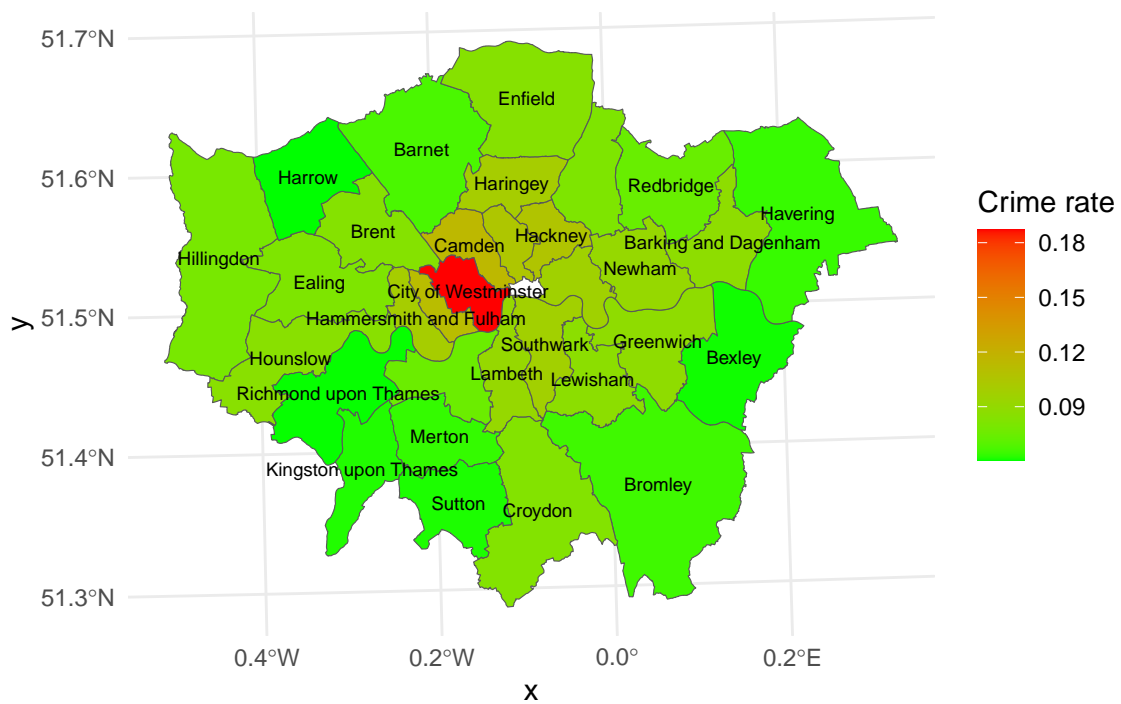 51.7°N
51.6°N
51.5°N
51.4°N
51.3°N
y
Enfield
Barnet
Harrow
Haringey
Redbridge
Havering
Brent
Camden
Hackney
Barking and Dagenham
Hillingdon
Newham
Ealing
City of Westminster
Hammersmith and Fulham
Southwark
Greenwich
Hounslow
Bexley
Lambeth
Lewisham
Richmond upon Thames
Merton
Kingston upon Thames
Bromley
Sutton
Croydon
0.4°W
0.2°W
0.0°
0.2°E
x
Crime rate
0.18
0.15
0.12
0.09